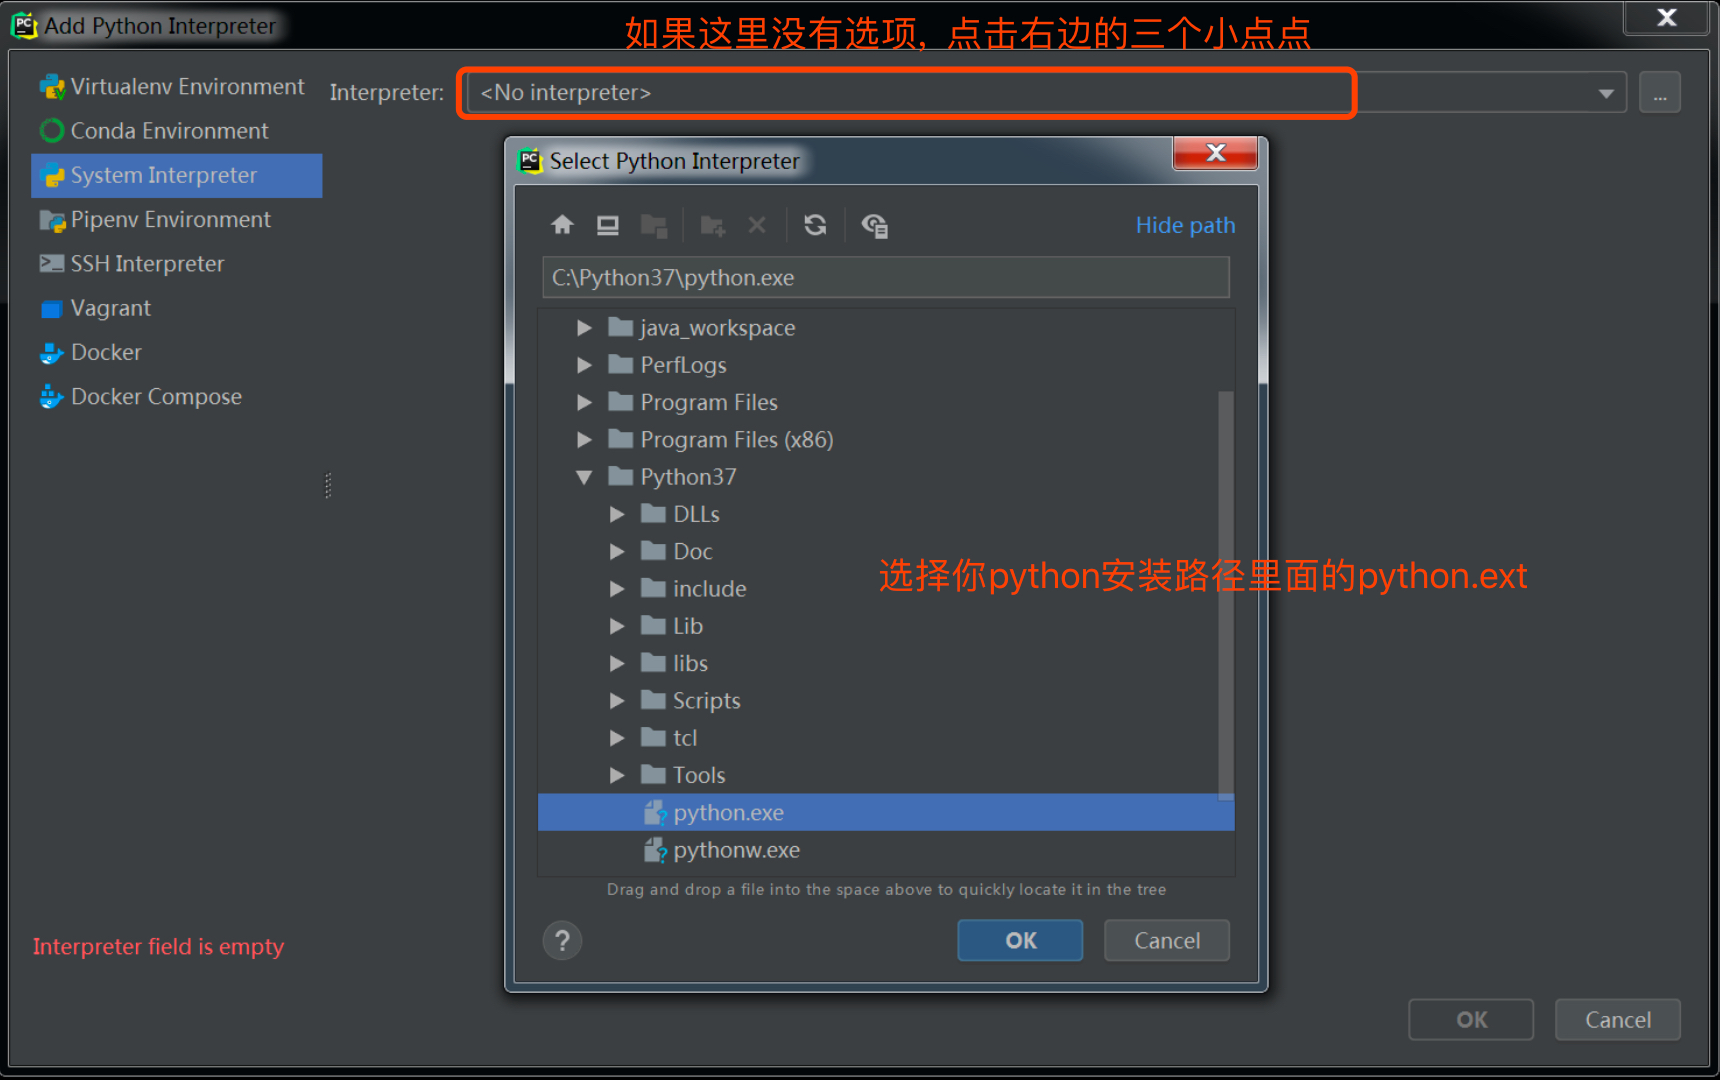 Add Python Interpreter
如果这里没有选项，点击右边的三个小点点
Virtualenv Environment
Interpreter:
<No interpreter>
...
Conda Environment
System Interpreter
Pipenv Environment
SSH Interpreter
Vagrant
Docker
Docker Compose
Select Python Interpreter
Hide path
C:\Python37\python.exe
java_workspace
PerfLogs
Program Files
Program Files (x86)
Python37
DLLs
Doc
include
选择你python安装路径里面的python.ext
Lib
libs
Scripts
tcl
Tools
python.exe
pythonw.exe
Drag and drop a file into the space above to quickly locate it in the tree
?
OK
Cancel
Interpreter field is empty
OK
Cancel